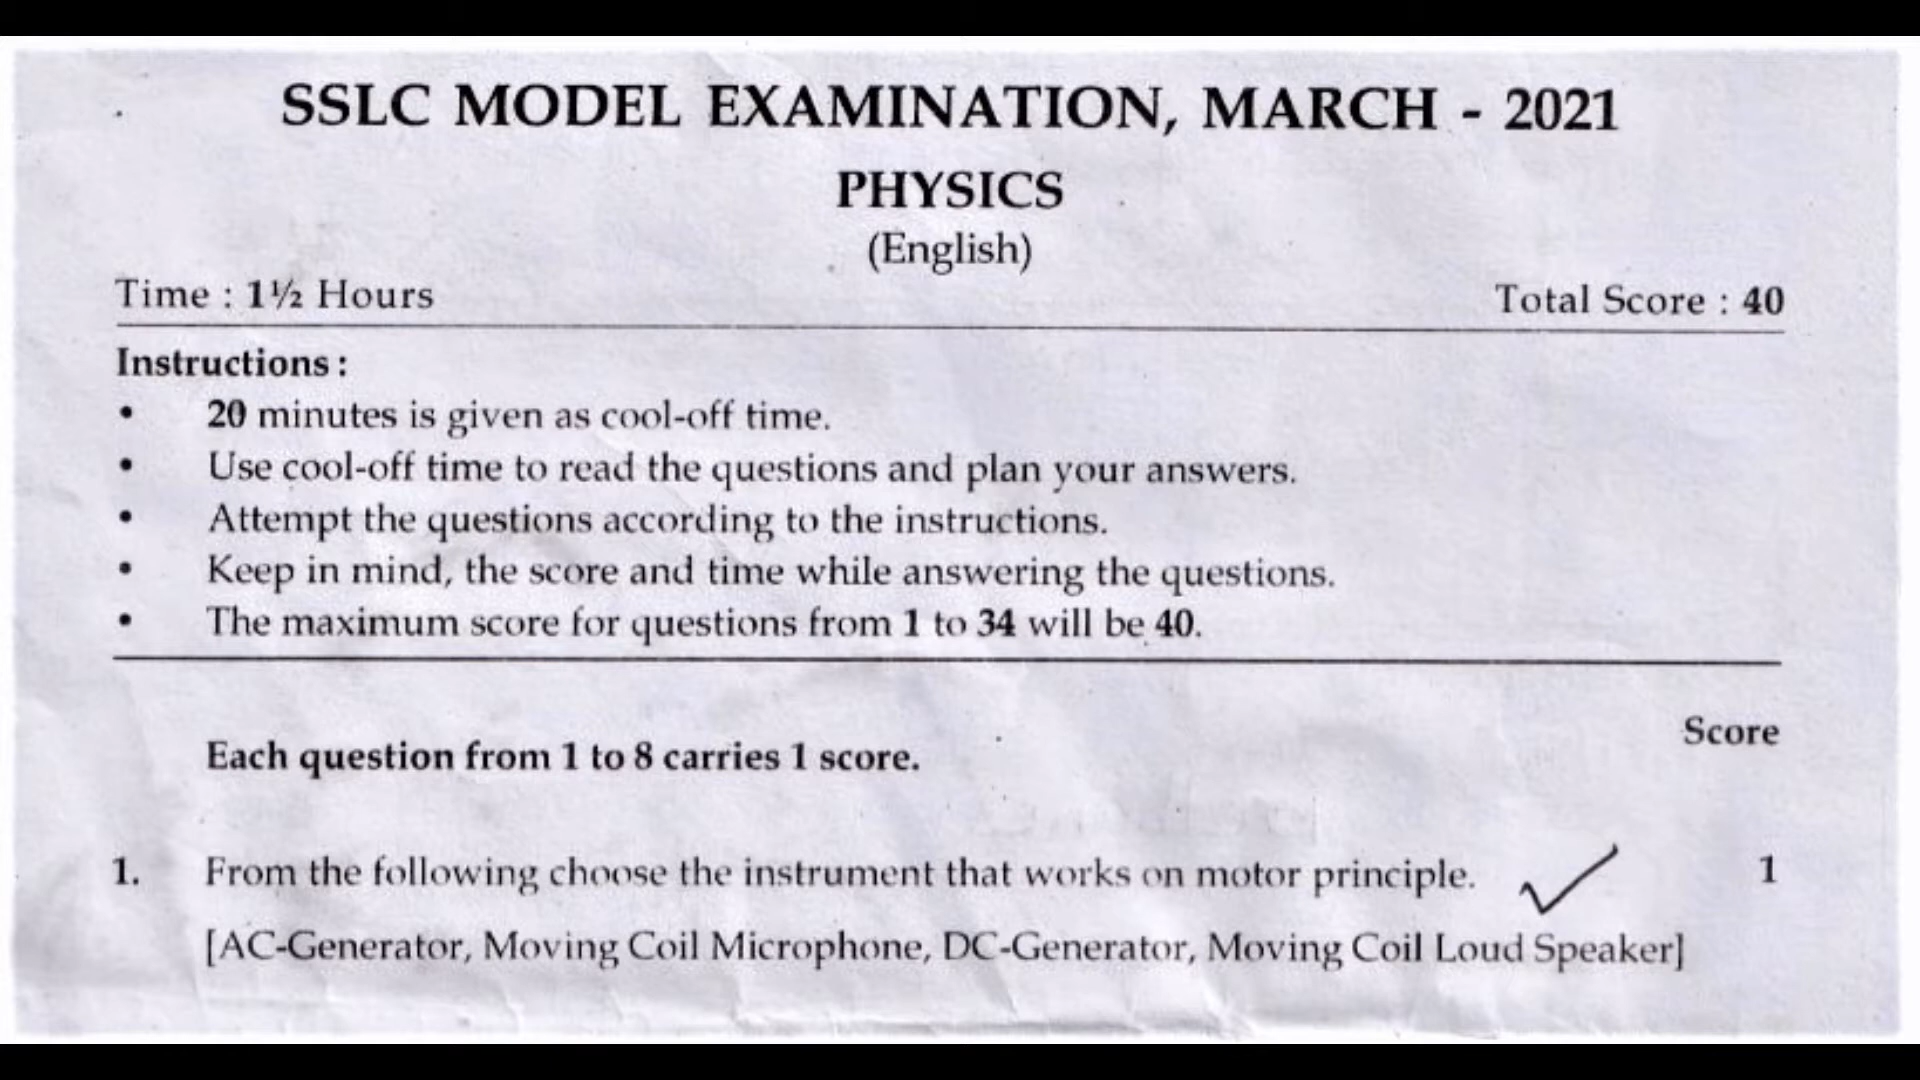 SSLC MODEL EXAMINATION, MARCH - 2021
PHYSICS
(English)
Time : 1½ Hours
Total Score : 40
Instructions :
• 20 minutes is given as cool-off time.
• Use cool-off time to read the questions and plan your answers.
• Attempt the questions according to the instructions.
• Keep in mind, the score and time while answering the questions.
• The maximum score for questions from 1 to 34 will be 40.
Score
Each question from 1 to 8 carries 1 score.
1. From the following choose the instrument that works on motor principle. 1
[AC-Generator, Moving Coil Microphone, DC-Generator, Moving Coil Loud Speaker]